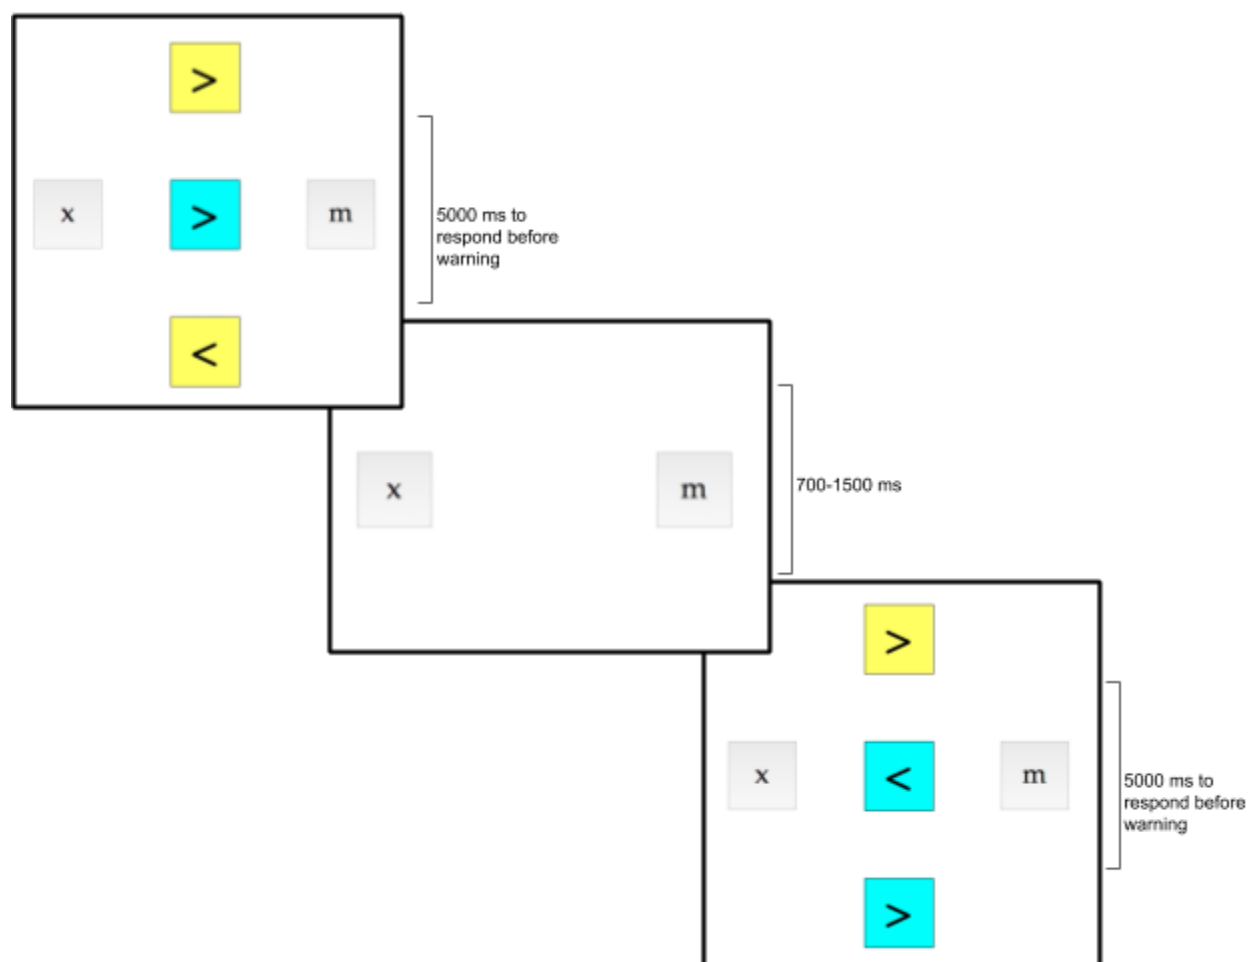 >
x > m
<
5000 ms to
respond before
warning
x m
700-1500 ms
>
x < m
>
5000 ms to
respond before
warning